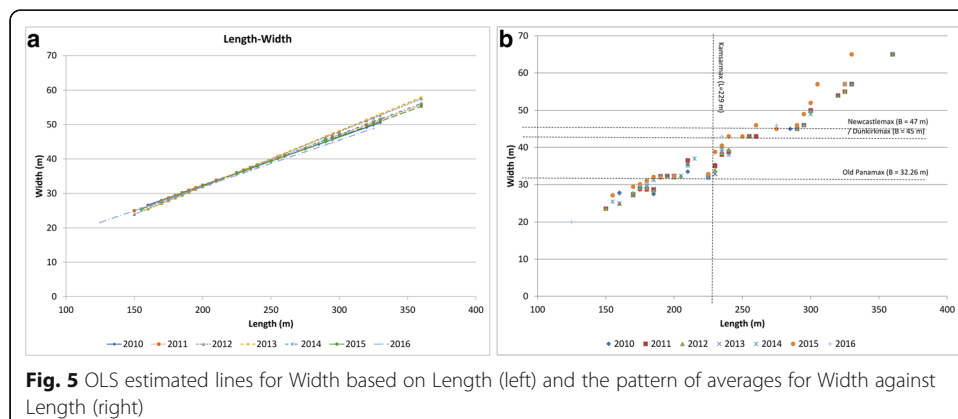 a
Length-Width
70
60
50
40
30
20
10
0
Width (m)
100 150 200 250 300 350 400
Length (m)
2010 2011 2012 2013 2014 2015 2016
b
70
60
50
40
30
20
10
0
Width (m)
Kamsarmax (L=229 m)
Newcastlemax (B = 47 m)
/ Dunkirkmax (B = 45 m)
Old Panamax (B = 32.26 m)
100 150 200 250 300 350 400
Length (m)
2010 2011 2012 2013 2014 2015 2016
Fig. 5 OLS estimated lines for Width based on Length (left) and the pattern of averages for Width against
Length (right)